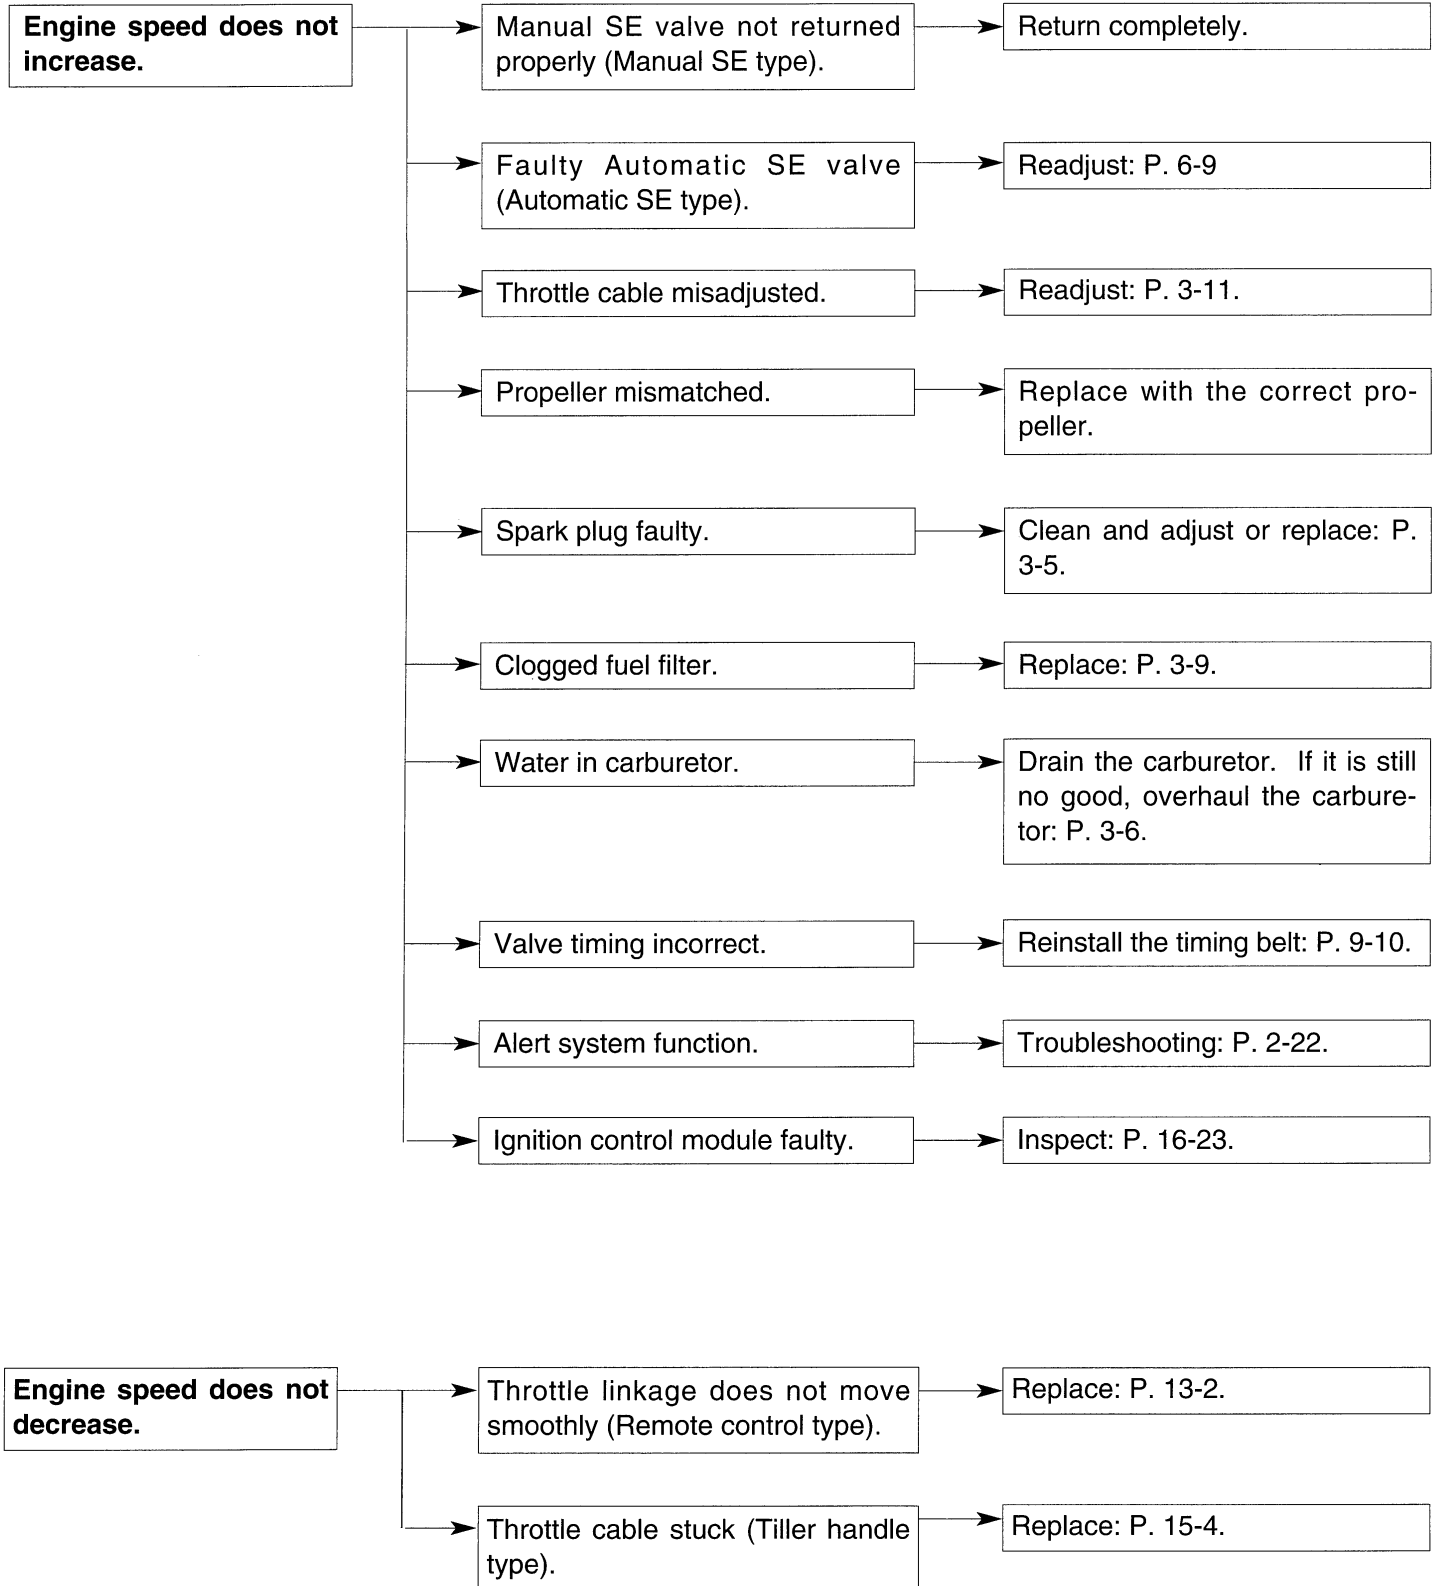 Engine speed does not
increase.
Manual SE valve not returned
properly (Manual SE type).
Return completely.
Faulty Automatic SE valve
(Automatic SE type).
Readjust: P. 6-9
Throttle cable misadjusted.
Readjust: P. 3-11.
Propeller mismatched.
Replace with the correct pro-
peller.
Spark plug faulty.
Clean and adjust or replace: P.
3-5.
Clogged fuel filter.
Replace: P. 3-9.
Water in carburetor.
Drain the carburetor. If it is still
no good, overhaul the carbure-
tor: P. 3-6.
Valve timing incorrect.
Reinstall the timing belt: P. 9-10.
Alert system function.
Troubleshooting: P. 2-22.
Ignition control module faulty.
Inspect: P. 16-23.
Engine speed does not
decrease.
Throttle linkage does not move
smoothly (Remote control type).
Replace: P. 13-2.
Throttle cable stuck (Tiller handle
type).
Replace: P. 15-4.